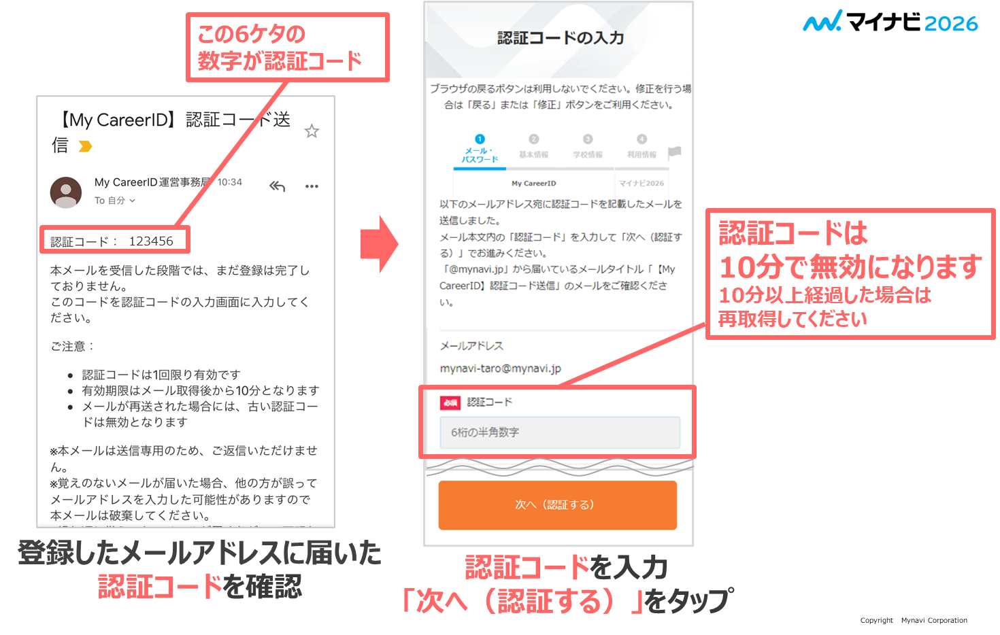 この6ケタの
数字が認証コード
【My CareerID】認証コード送
信
My CareerID運営事務局 10:34
To 自分
認証コード： 123456
本メールを受信した段階では、まだ登録は完了し
ておりません。
このコードを認証コードの入力画面に入力してく
ださい。
ご注意：
• 認証コードは1回限り有効です
• 有効期限はメール取得後から10分となります
• メールが再送された場合には、古い認証コー
ドは無効となります
※本メールは送信専用のため、ご返信いただけませ
ん。
※覚えのないメールが届いた場合、他の方が誤って
メールアドレスを入力した可能性がありますので
本メールは破棄してください。
登録したメールアドレスに届いた
認証コードを確認
認証コードの入力
ブラウザの戻るボタンは利用しないでください。修正を行う場
合は「戻る」または「修正」ボタンをご利用ください。
1 2 3 4
メール・
パスワード 基本情報 学校情報 利用情報
My CareerID マイナビ2026
以下のメールアドレス宛に認証コードを記載したメールを
送信しました。
メール本文内の「認証コード」を入力して「次へ（認証す
る）」でお進みください。
「@mynavi.jp」から届いているメールタイトル「【My
CareerID】認証コード送信」のメールをご確認くださ
い。
メールアドレス
mynavi-taro@mynavi.jp
必須 認証コード
6桁の半角数字
次へ（認証する）
認証コードを入力
「次へ（認証する）」をタップ
マイナビ2026
認証コードは
10分で無効になります
10分以上経過した場合は
再取得してください
Copyright Mynavi Corporation